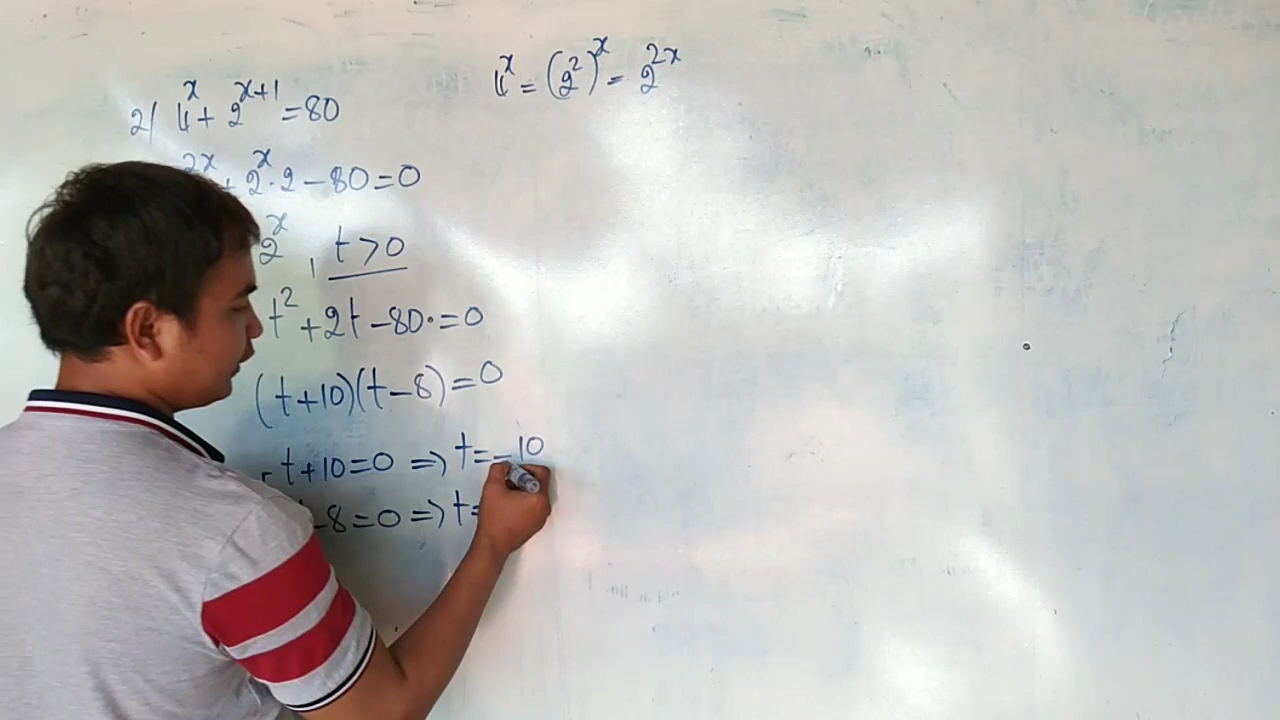 4ˣ = (2²)ˣ = 2²ˣ
2/ 4ˣ + 2ˣ⁺¹ = 80
²ˣ + 2ˣ · 2 - 80 = 0
2ˣ , t > 0
t² + 2t - 80 · = 0
(t + 10)(t - 8) = 0
- t + 10 = 0 ⇒ t = -10
- 8 = 0 ⇒ t =